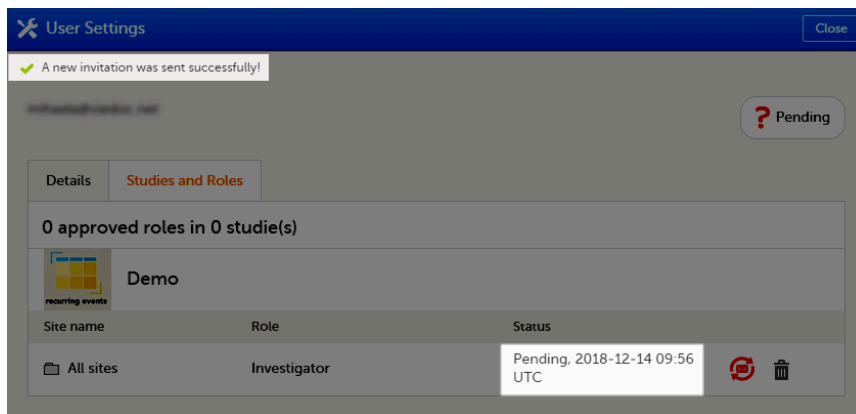 User Settings
Close
A new invitation was sent successfully!
Pending
Details
Studies and Roles
0 approved roles in 0 studie(s)
recurring events
Demo
Site name
Role
Status
All sites
Investigator
Pending, 2018-12-14 09:56
UTC